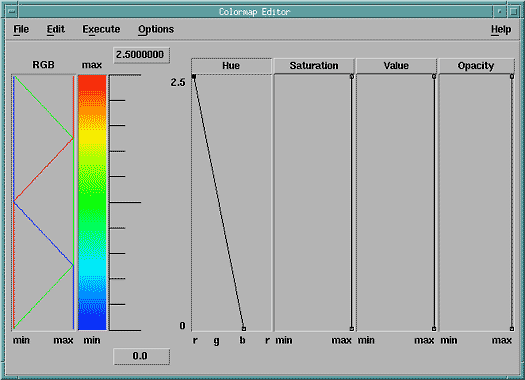 Colormap Editor
File Edit Execute Options Help
2.5000000
RGB max Hue Saturation Value Opacity
2.5
0
min max min r g b r min max min max min max
0.0